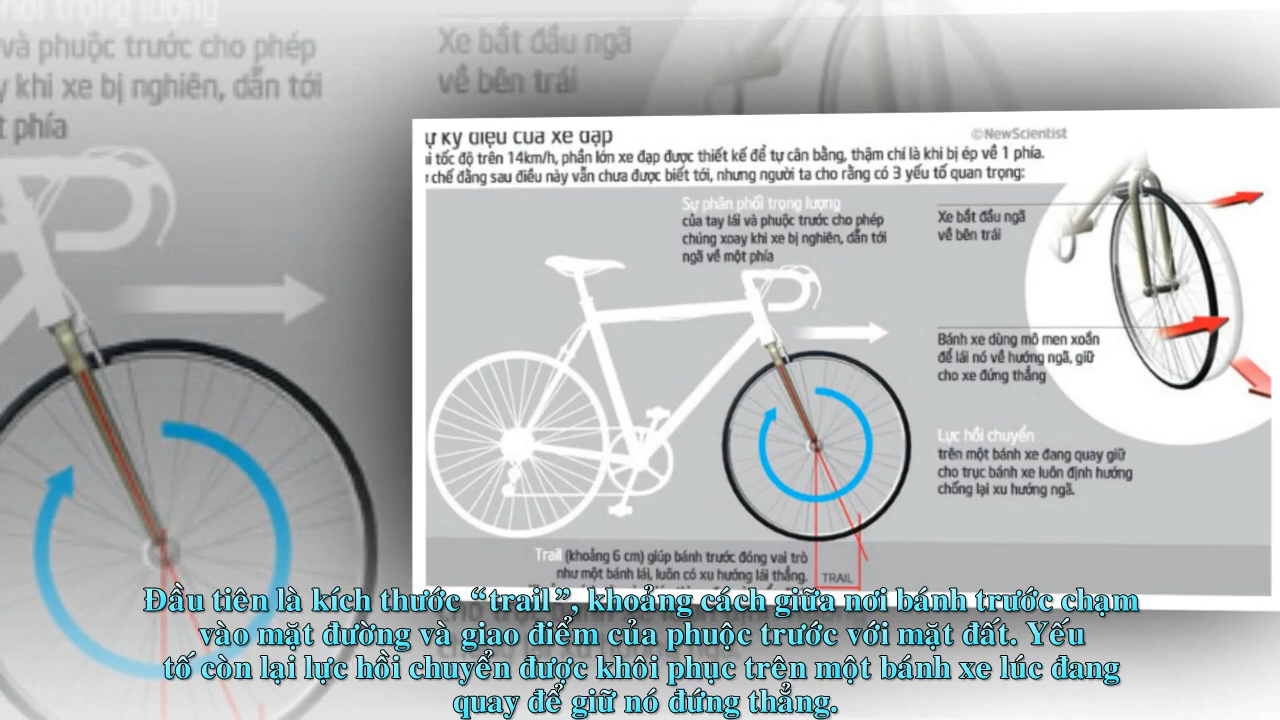 hồi trọng lượng
và phuộc trước cho phép
khi xe bị nghiên, dẫn tới
phía
Xe bắt đầu ngã
về bên trái
kỳ diệu của xe đạp
©NewScientist
tốc độ trên 14km/h, phần lớn xe đạp được thiết kế để tự cân bằng, thậm chí là khi bị ép về 1 phía.
chế đằng sau điều này vẫn chưa được biết tới, nhưng người ta cho rằng có 3 yếu tố quan trọng:
Sự phân phối trọng lượng
của tay lái và phuộc trước cho phép
chúng xoay khi xe bị nghiên, dẫn tới
ngã về một phía
Xe bắt đầu ngã
về bên trái
Bánh xe dùng mô men xoắn
để lái nó về hướng ngã, giữ
cho xe đứng thẳng
Lực hồi chuyển
trên một bánh xe đang quay giữ
cho trục bánh xe luôn định hướng
chống lại xu hướng ngã.
Trail (khoảng 6 cm) giúp bánh trước đóng vai trò
như một bánh lái, luôn có xu hướng lái thẳng.
TRAIL
Đầu tiên là kích thước “trail”, khoảng cách giữa nơi bánh trước chạm
vào mặt đường và giao điểm của phuộc trước với mặt đất. Yếu
tố còn lại lực hồi chuyển được khôi phục trên một bánh xe lúc đang
quay để giữ nó đứng thẳng.